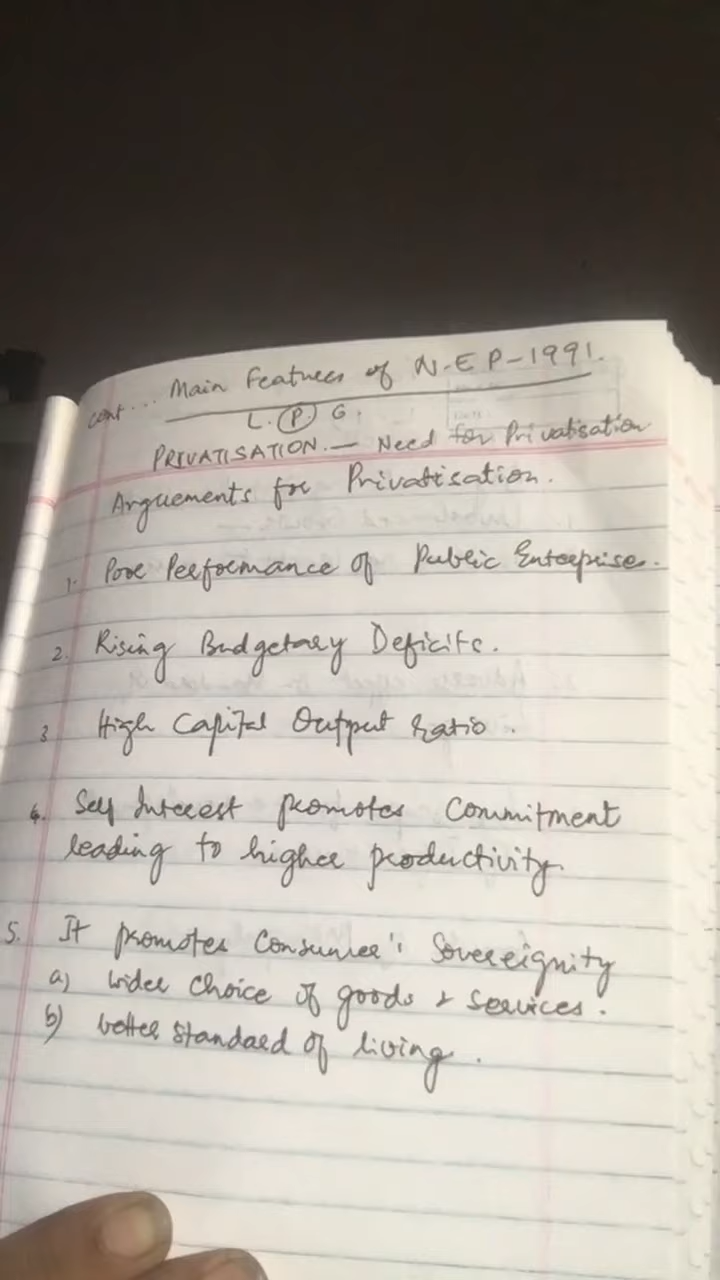 cont... Main Features of N.E P-1991.
L. P G.
PRIVATISATION. — Need for Privatisation
Arguements for Privatisation.
1. Poor Performance of Public Enterprise.
2. Rising Budgetary Deficits.
3 High Capital Output Ratio.
4. Self Interest promotes Commitment
leading to higher productivity.
5. It promotes Consumer's Sovereignity
a) wider choice of goods & services.
b) better standard of living.